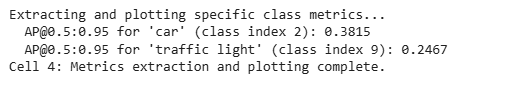 Extracting and plotting specific class metrics...
  AP@0.5:0.95 for 'car' (class index 2): 0.3815
  AP@0.5:0.95 for 'traffic light' (class index 9): 0.2467
Cell 4: Metrics extraction and plotting complete.